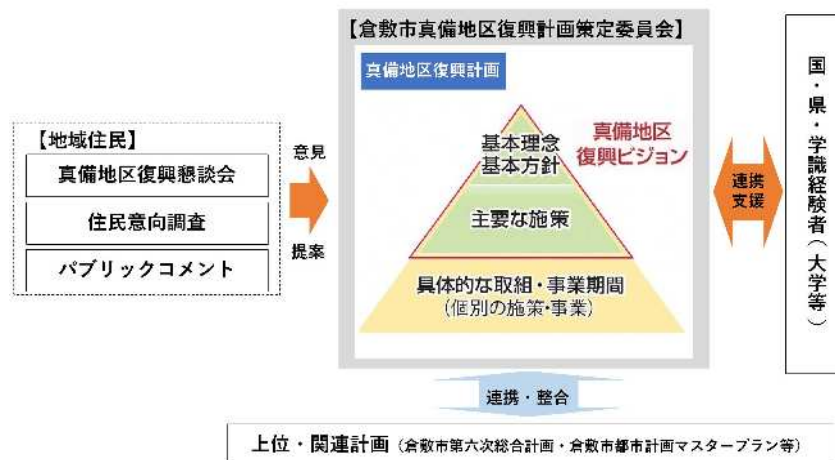 【倉敷市真備地区復興計画策定委員会】
真備地区復興計画
基本理念
基本方針
真備地区
復興ビジョン
主要な施策
具体的な取組・事業期間
(個別の施策・事業)
【地域住民】
真備地区復興懇談会
住民意向調査
パブリックコメント
意見
提案
連携
支援
国・県・学識経験者(大学等)
連携・整合
上位・関連計画(倉敷市第六次総合計画・倉敷市都市計画マスタープラン等)